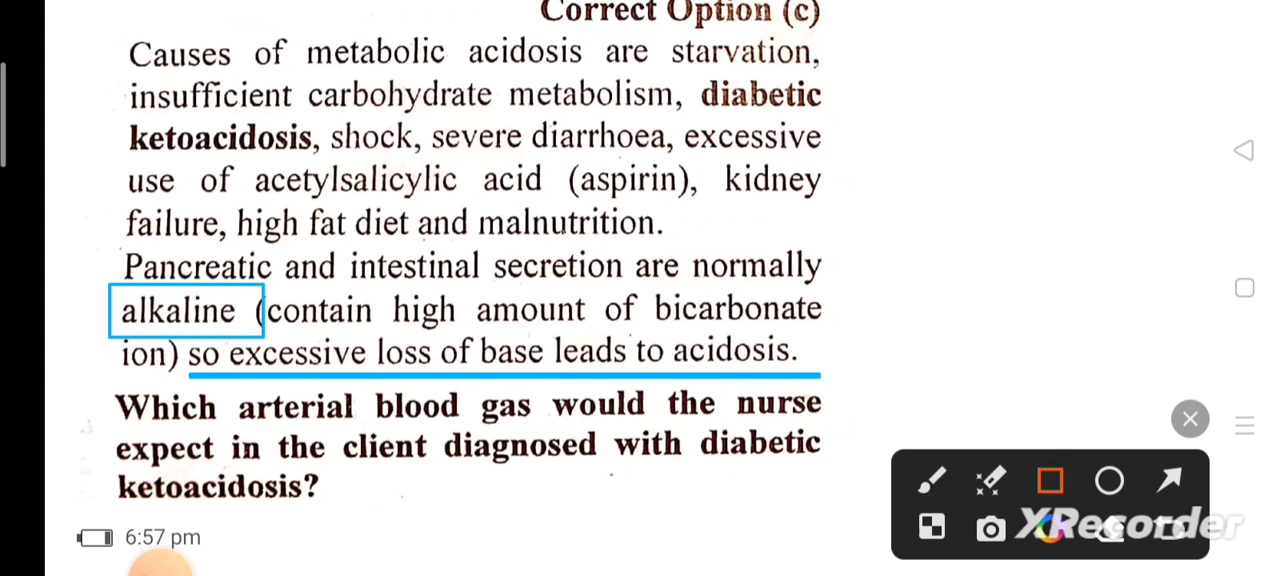 Correct Option (c)
Causes of metabolic acidosis are starvation,
insufficient carbohydrate metabolism, diabetic
ketoacidosis, shock, severe diarrhoea, excessive
use of acetylsalicylic acid (aspirin), kidney
failure, high fat diet and malnutrition.
Pancreatic and intestinal secretion are normally
alkaline (contain high amount of bicarbonate
ion) so excessive loss of base leads to acidosis.
Which arterial blood gas would the nurse
expect in the client diagnosed with diabetic
ketoacidosis?
6:57 pm
XRecorder